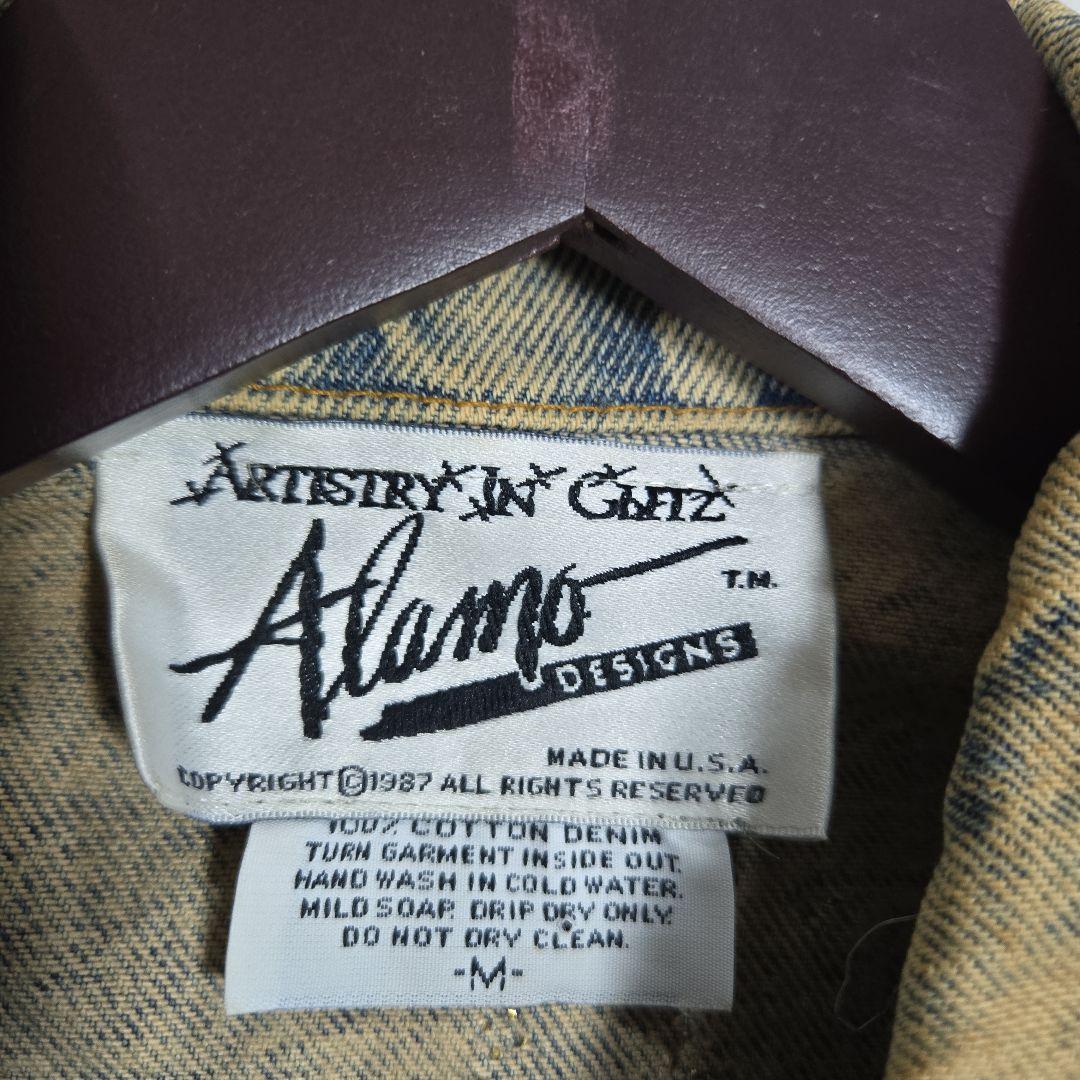 ARTISTRY IN GLITZ
Alamo
T.M.
DESIGNS
MADE IN U.S.A.
COPYRIGHT ©1987 ALL RIGHTS RESERVED
100% COTTON DENIM
TURN GARMENT INSIDE OUT.
HAND WASH IN COLD WATER.
MILD SOAP. DRIP DRY ONLY.
DO NOT DRY CLEAN.
-M-